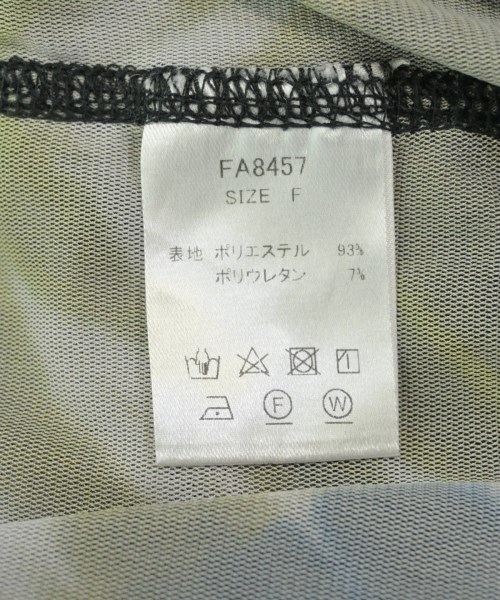 FA8457
SIZE F
表地 ポリエステル 93%
ポリウレタン 7%
F W